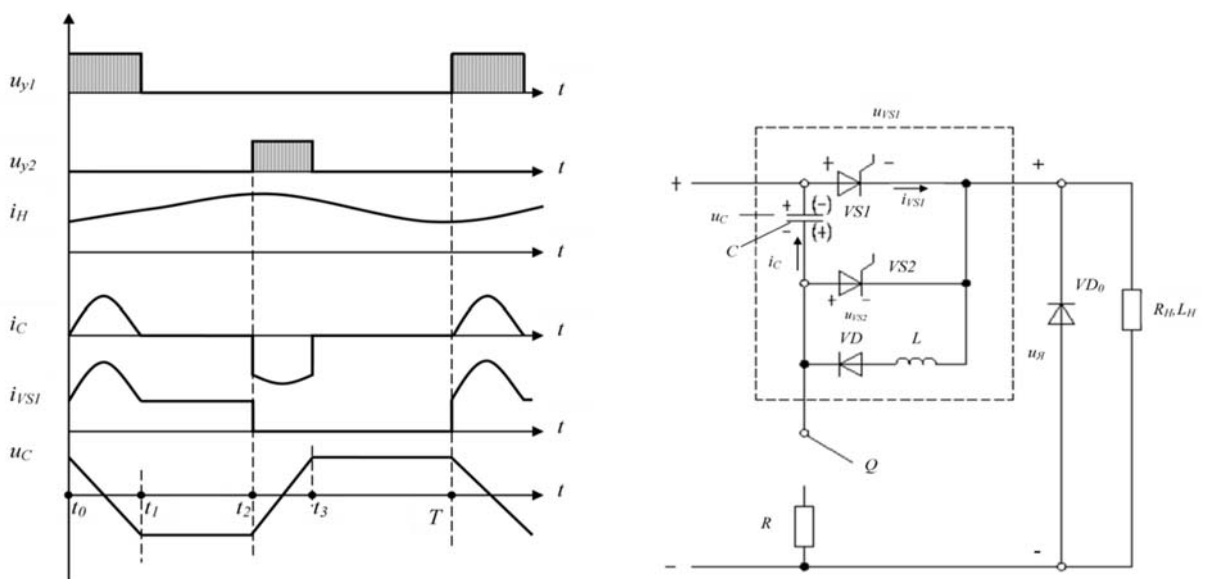 u_y1
t
u_y2
t
i_H
t
i_C
t
i_VS1
t
u_C
t_0
t_1
t_2
t_3
T
t
u_VS1
+
+
-
+
VS1
i_VS1
u_C
+
(-)
-
(+)
C
i_C
VS2
+
-
u_VS2
VD
L
VD_0
R_H, L_H
u_Я
Q
R
-
-